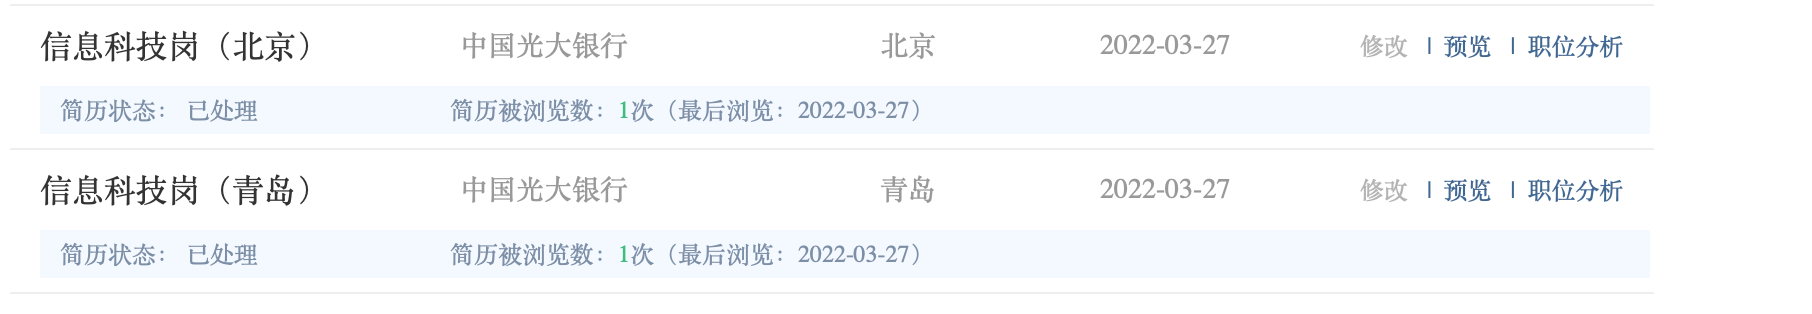 信息科技岗（北京） 中国光大银行 北京 2022-03-27 修改 | 预览 | 职位分析
简历状态： 已处理 简历被浏览数：1次（最后浏览：2022-03-27）
信息科技岗（青岛） 中国光大银行 青岛 2022-03-27 修改 | 预览 | 职位分析
简历状态： 已处理 简历被浏览数：1次（最后浏览：2022-03-27）